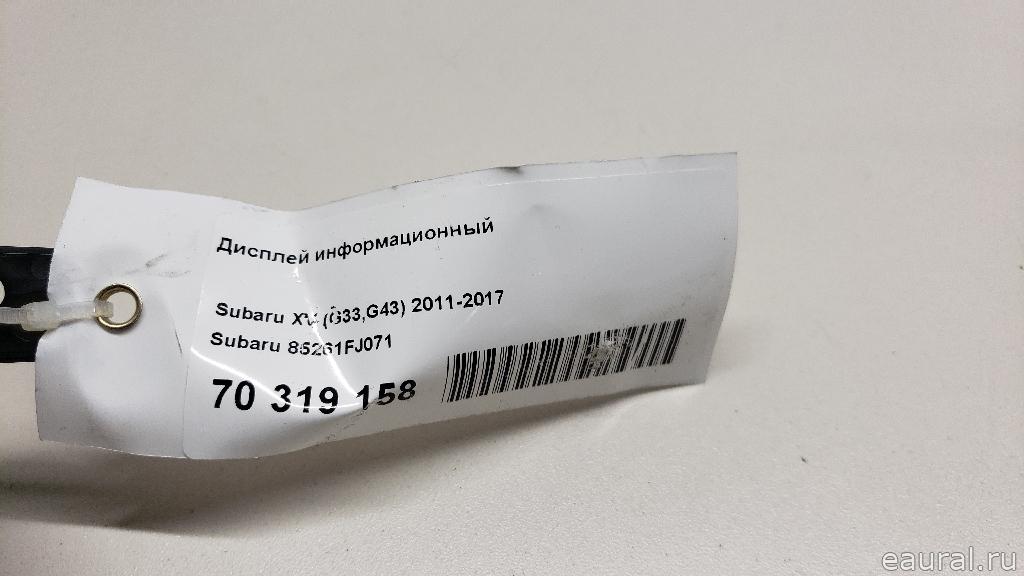 Дисплей информационный
Subaru XV (G33,G43) 2011-2017
Subaru 85261FJ071
70 319 158
eaural.ru